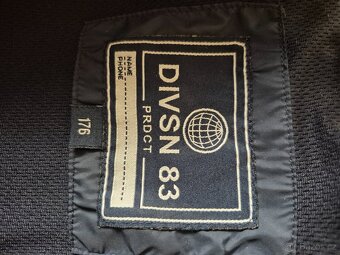 DIVSN 83
PRDCT.
NAME
PHONE
176